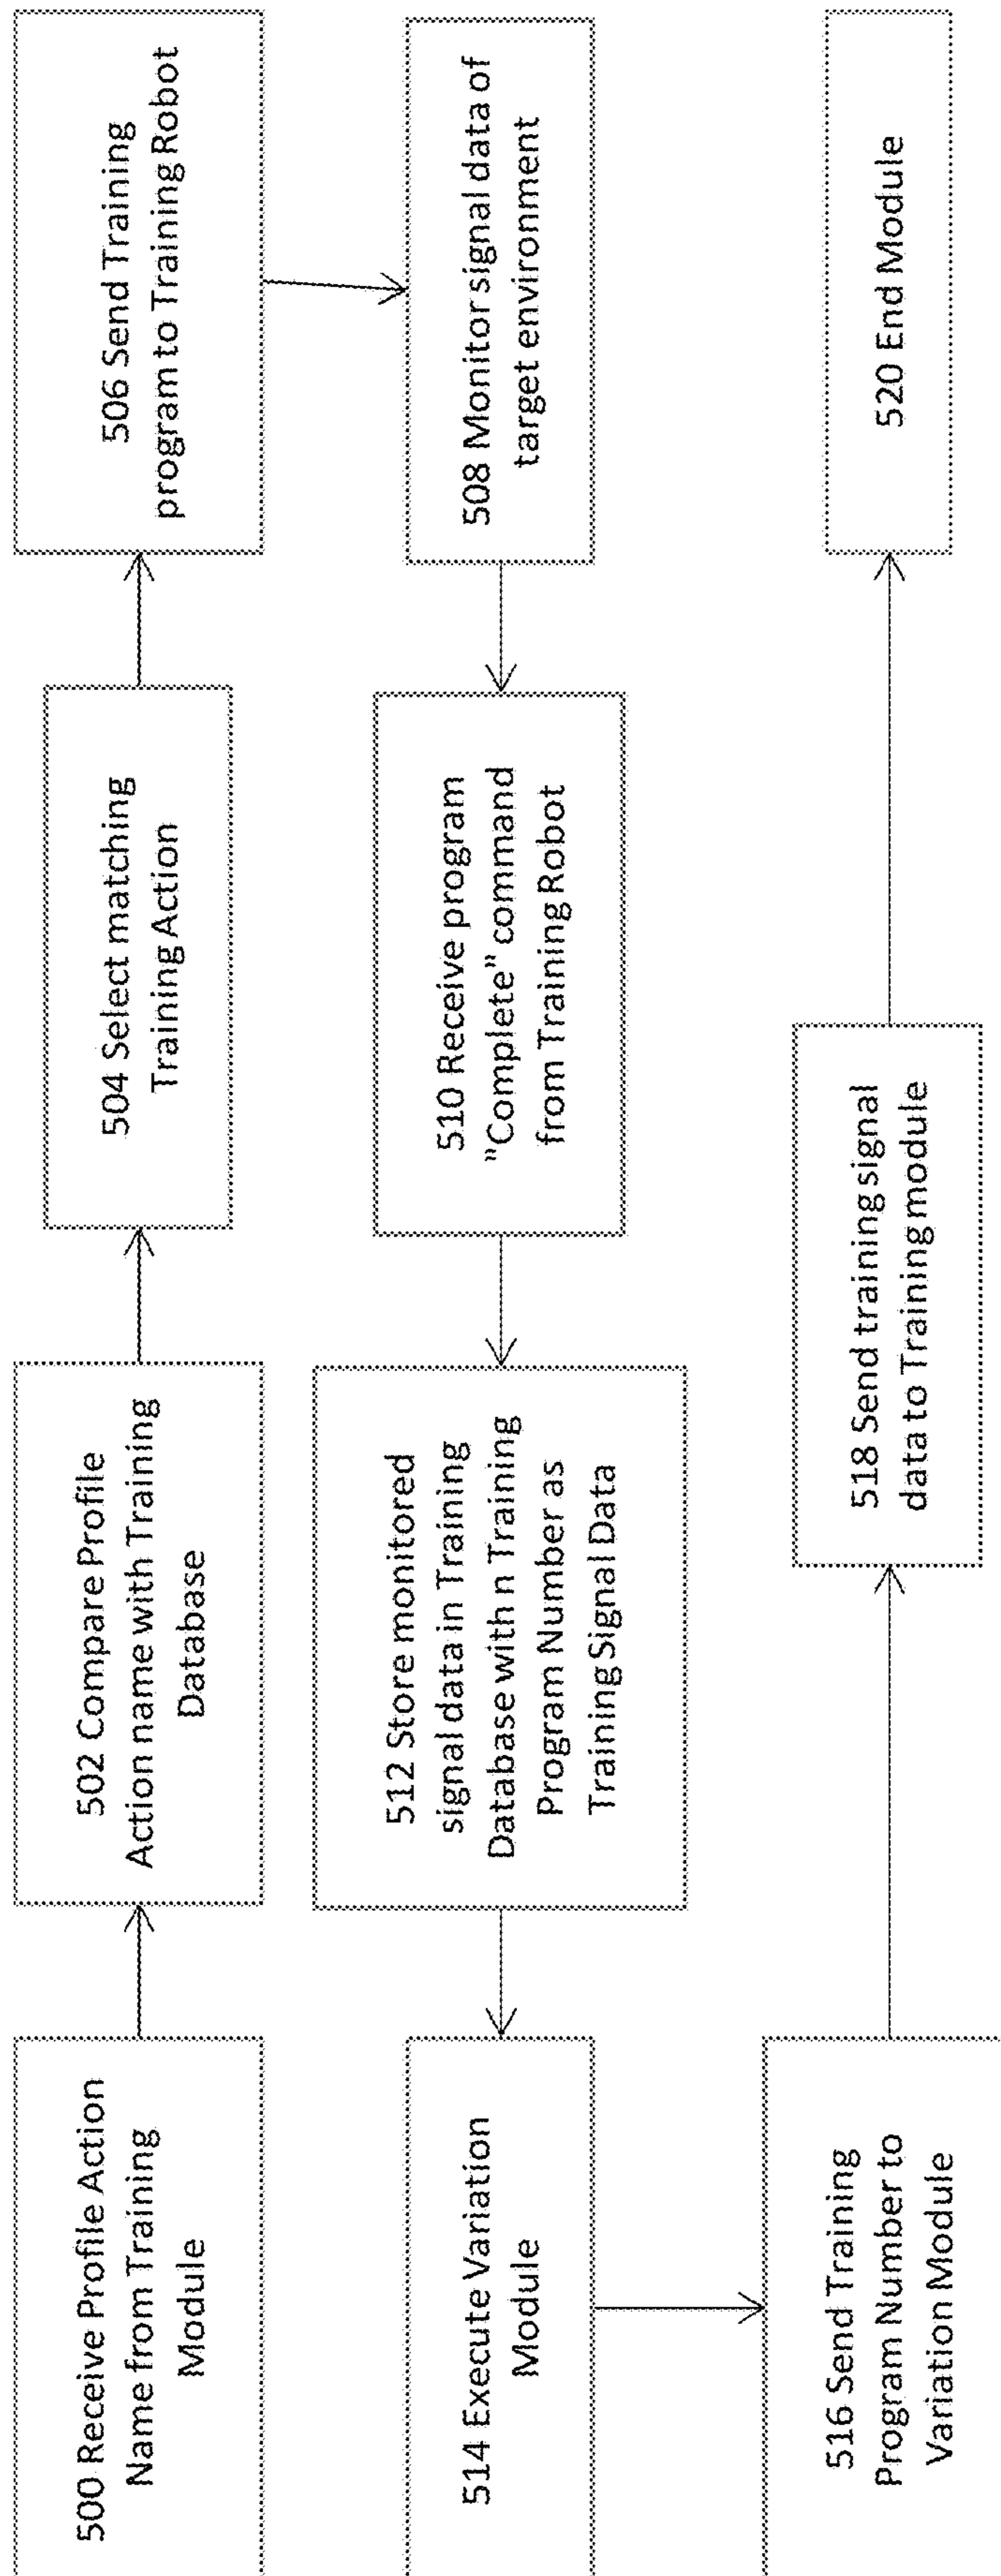 500 Receive Profile Action
Name from Training
Module
502 Compare Profile
Action name with Training
Database
504 Select matching
Training Action
506 Send Training
program to Training Robot
508 Monitor signal data of
target environment
510 Receive program
"Complete" command
from Training Robot
512 Store monitored
signal data in Training
Database with n Training
Program Number as
Training Signal Data
514 Execute Variation
Module
516 Send Training
Program Number to
Variation Module
518 Send training signal
data to Training module
520 End Module